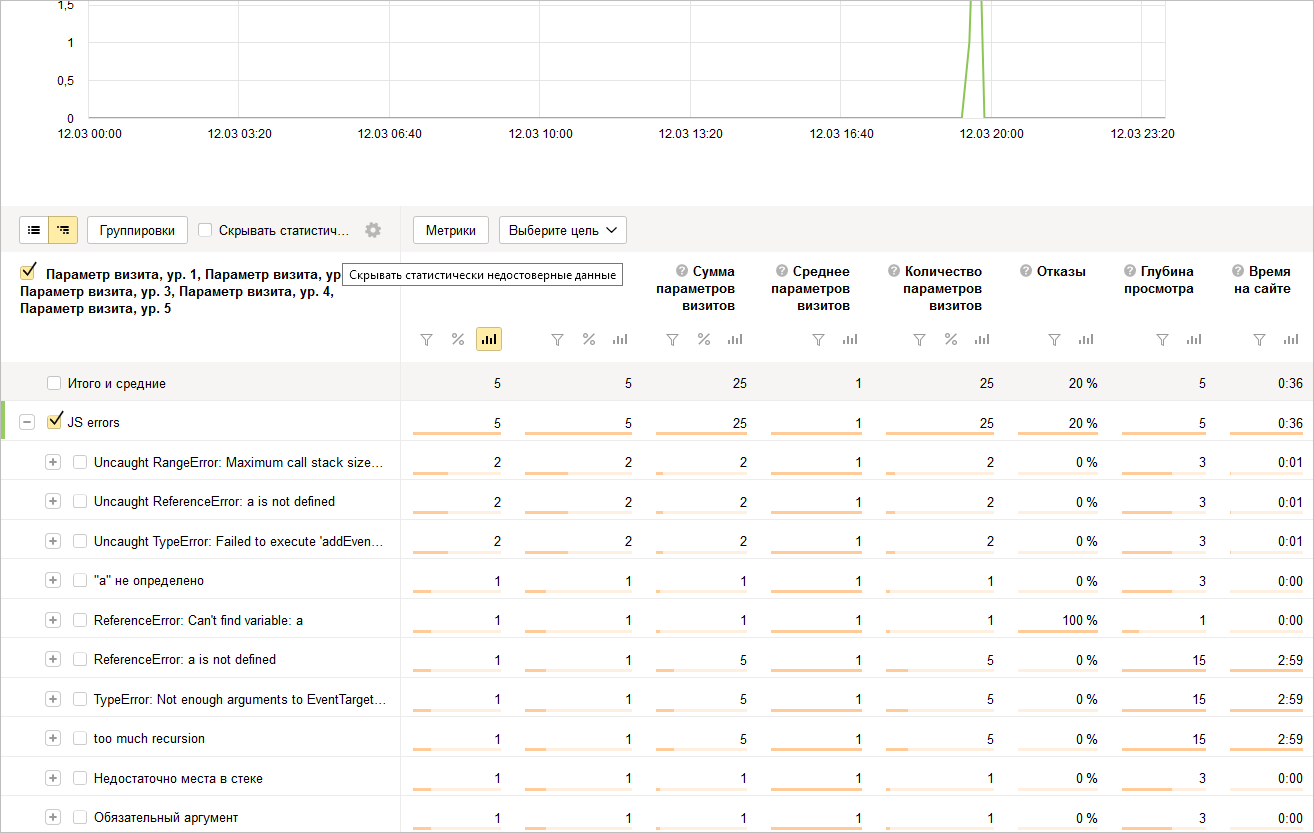 1,5
1
0,5
0
12.03 00:00 12.03 03:20 12.03 06:40 12.03 10:00 12.03 13:20 12.03 16:40 12.03 20:00 12.03 23:20
Группировки Скрывать статистич... Метрики Выберите цель
Скрывать статистически недостоверные данные
Параметр визита, ур. 1, Параметр визита, ур
Параметр визита, ур. 3, Параметр визита, ур. 4,
Параметр визита, ур. 5
? Сумма параметров визитов
? Среднее параметров визитов
? Количество параметров визитов
? Отказы
? Глубина просмотра
? Время на сайте
% % % %
Итого и средние 5 5 25 1 25 20 % 5 0:36
JS errors 5 5 25 1 25 20 % 5 0:36
Uncaught RangeError: Maximum call stack size... 2 2 2 1 2 0 % 3 0:01
Uncaught ReferenceError: a is not defined 2 2 2 1 2 0 % 3 0:01
Uncaught TypeError: Failed to execute 'addEven... 2 2 2 1 2 0 % 3 0:01
"a" не определено 1 1 1 1 1 0 % 3 0:00
ReferenceError: Can't find variable: a 1 1 1 1 1 100 % 1 0:00
ReferenceError: a is not defined 1 1 5 1 5 0 % 15 2:59
TypeError: Not enough arguments to EventTarget... 1 1 5 1 5 0 % 15 2:59
too much recursion 1 1 5 1 5 0 % 15 2:59
Недостаточно места в стеке 1 1 1 1 1 0 % 3 0:00
Обязательный аргумент 1 1 1 1 1 0 % 3 0:00